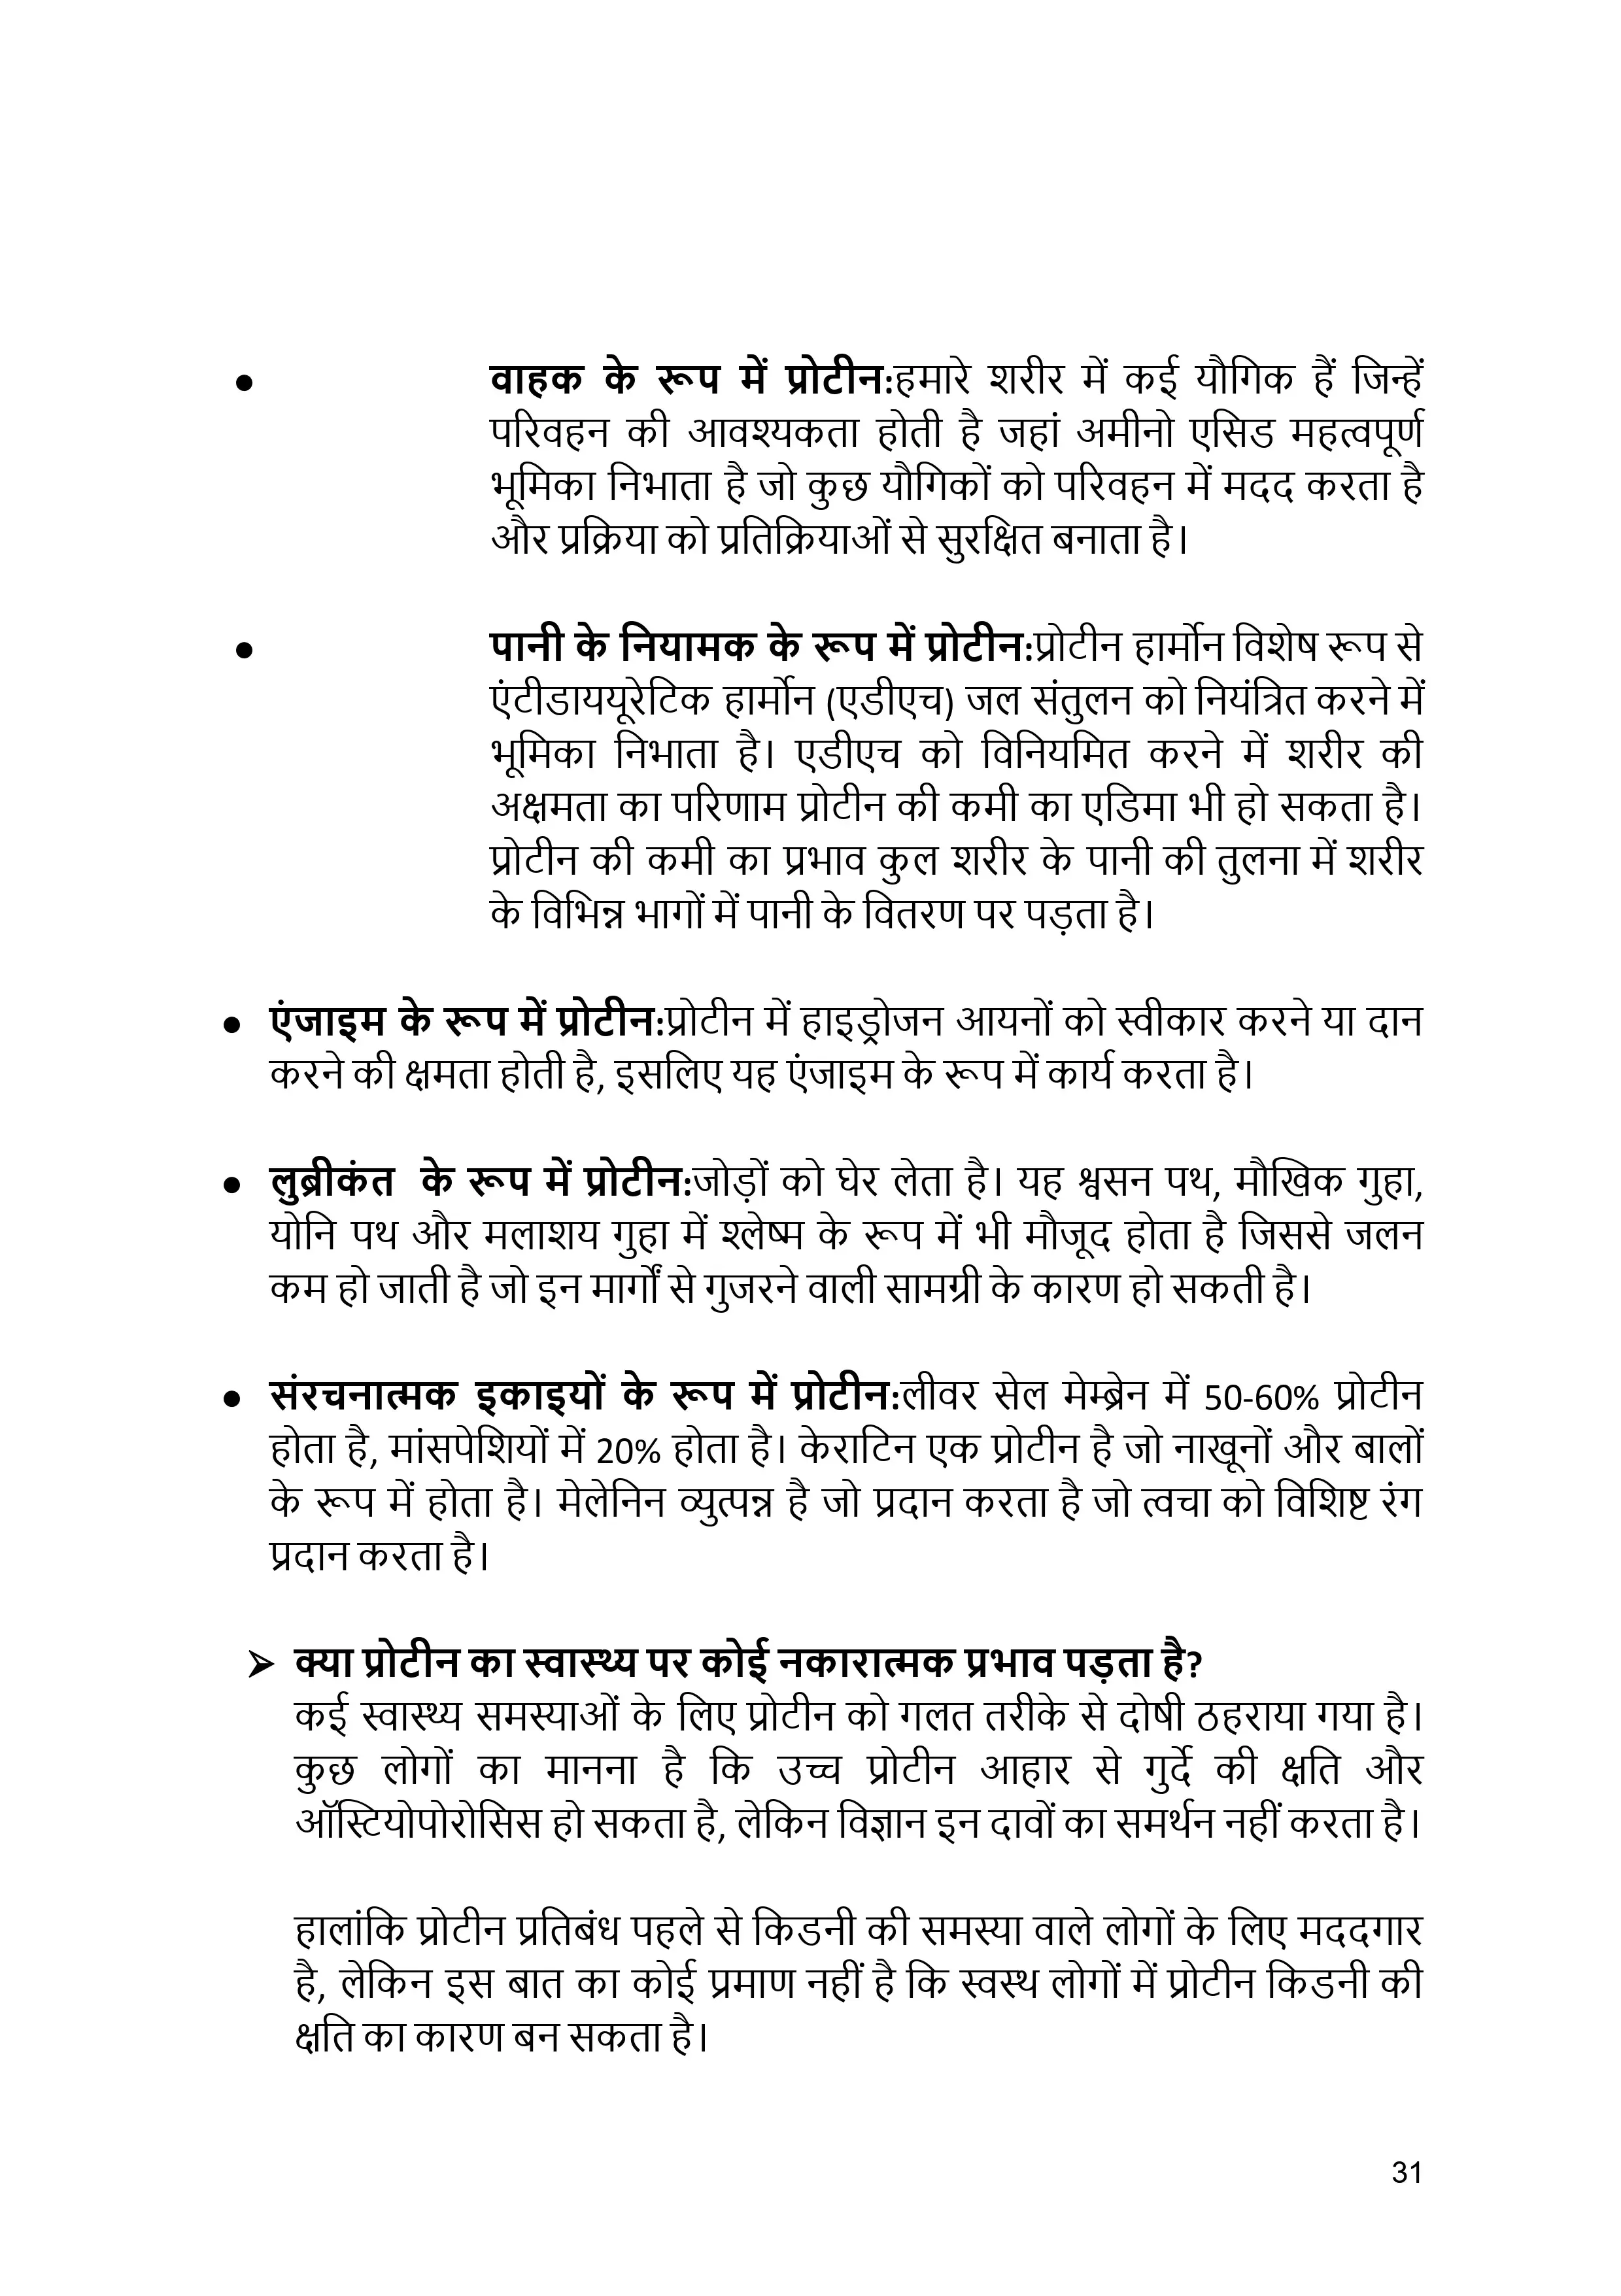 ● वाहक के रूप में प्रोटीन:हमारे शरीर में कई यौगिक हैं जिन्हें
परिवहन की आवश्यकता होती है जहां अमीनो एसिड महत्वपूर्ण
भूमिका निभाता है जो कुछ यौगिकों को परिवहन में मदद करता है
और प्रक्रिया को प्रतिक्रियाओं से सुरक्षित बनाता है।
● पानी के नियामक के रूप में प्रोटीन:प्रोटीन हार्मोन विशेष रूप से
एंटीडाययूरेटिक हार्मोन (एडीएच) जल संतुलन को नियंत्रित करने में
भूमिका निभाता है। एडीएच को विनियमित करने में शरीर की
अक्षमता का परिणाम प्रोटीन की कमी का एडिमा भी हो सकता है।
प्रोटीन की कमी का प्रभाव कुल शरीर के पानी की तुलना में शरीर
के विभिन्न भागों में पानी के वितरण पर पड़ता है।
● एंजाइम के रूप में प्रोटीन:प्रोटीन में हाइड्रोजन आयनों को स्वीकार करने या दान
करने की क्षमता होती है, इसलिए यह एंजाइम के रूप में कार्य करता है।
● लुब्रीकंत के रूप में प्रोटीन:जोड़ों को घेर लेता है। यह श्वसन पथ, मौखिक गुहा,
योनि पथ और मलाशय गुहा में श्लेष्म के रूप में भी मौजूद होता है जिससे जलन
कम हो जाती है जो इन मार्गों से गुजरने वाली सामग्री के कारण हो सकती है।
● संरचनात्मक इकाइयों के रूप में प्रोटीन:लीवर सेल मेम्ब्रेन में 50-60% प्रोटीन
होता है, मांसपेशियों में 20% होता है। केराटिन एक प्रोटीन है जो नाखूनों और बालों
के रूप में होता है। मेलेनिन व्युत्पन्न है जो प्रदान करता है जो त्वचा को विशिष्ट रंग
प्रदान करता है।
➢ क्या प्रोटीन का स्वास्थ्य पर कोई नकारात्मक प्रभाव पड़ता है?
कई स्वास्थ्य समस्याओं के लिए प्रोटीन को गलत तरीके से दोषी ठहराया गया है।
कुछ लोगों का मानना है कि उच्च प्रोटीन आहार से गुर्दे की क्षति और
ऑस्टियोपोरोसिस हो सकता है, लेकिन विज्ञान इन दावों का समर्थन नहीं करता है।
हालांकि प्रोटीन प्रतिबंध पहले से किडनी की समस्या वाले लोगों के लिए मददगार
है, लेकिन इस बात का कोई प्रमाण नहीं है कि स्वस्थ लोगों में प्रोटीन किडनी की
क्षति का कारण बन सकता है।
31